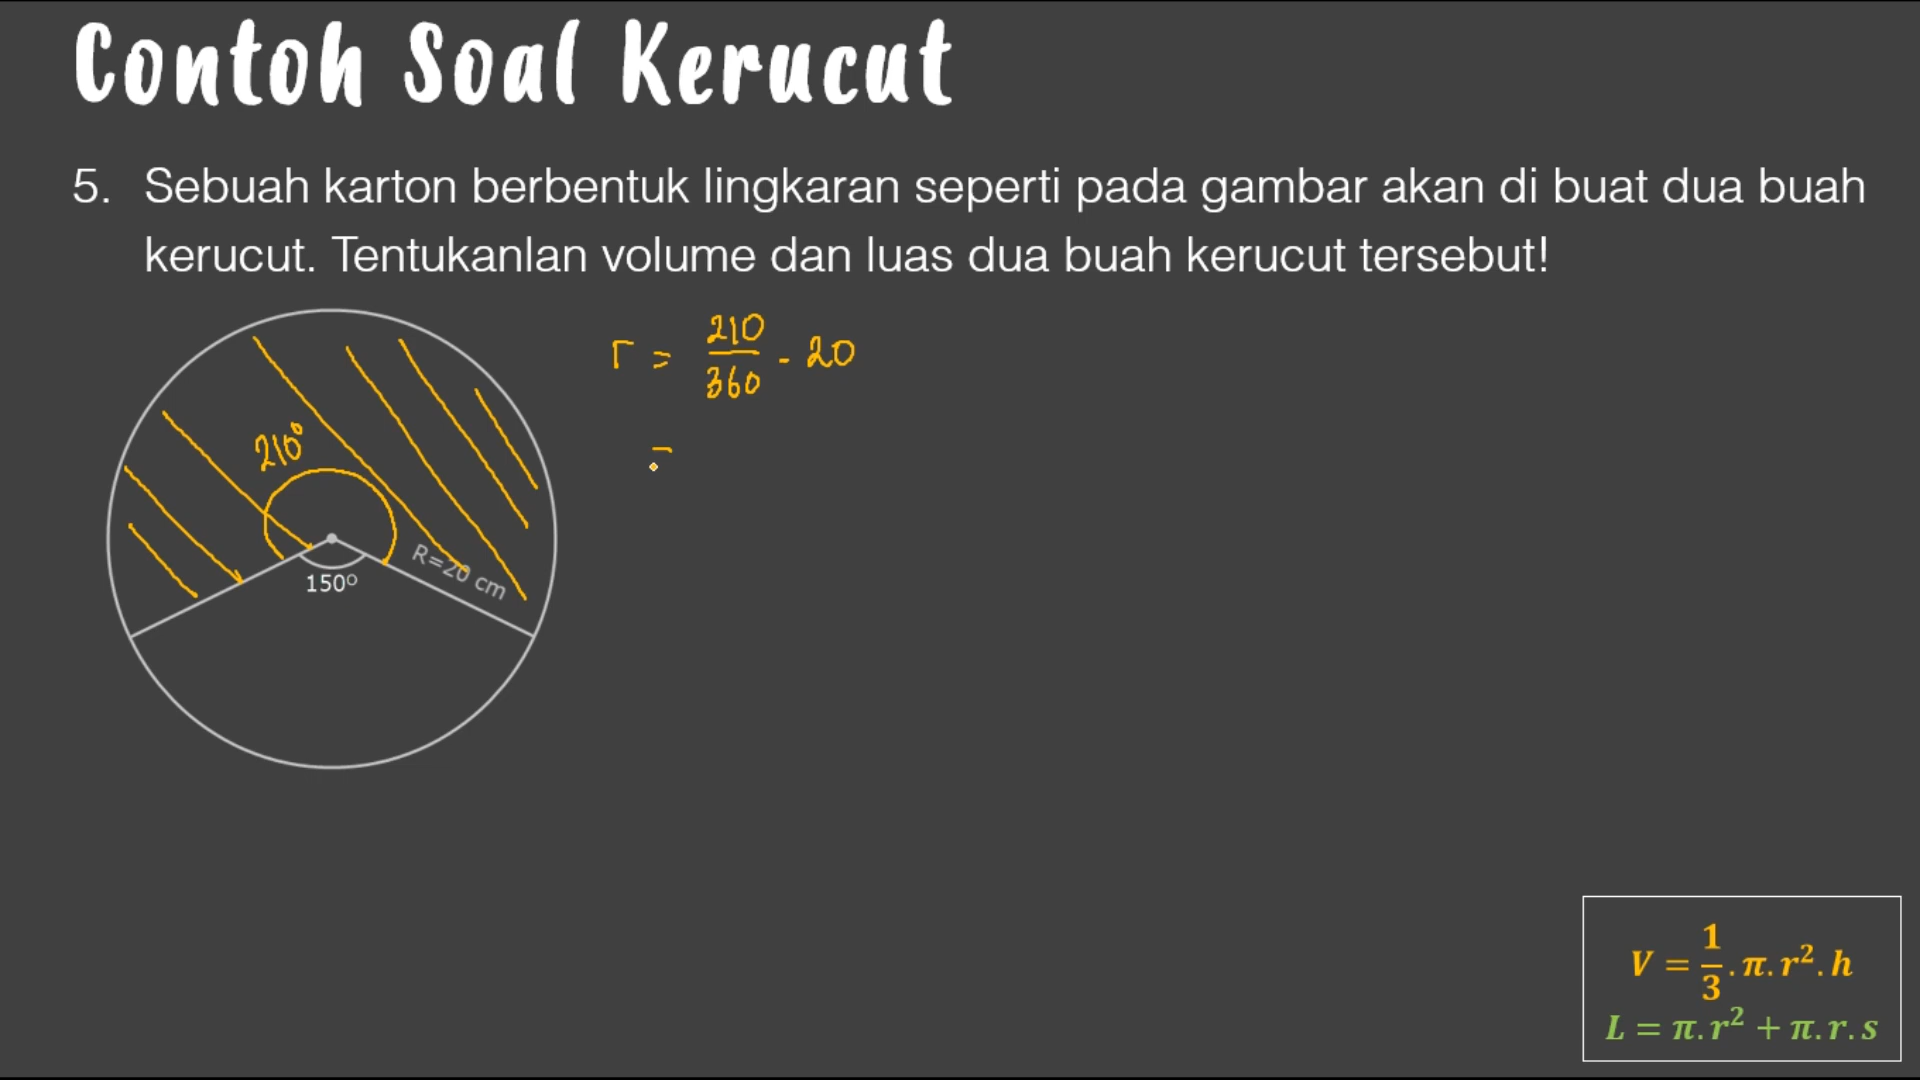 Contoh Soal Kerucut
5. Sebuah karton berbentuk lingkaran seperti pada gambar akan di buat dua buah
kerucut. Tentukanlan volume dan luas dua buah kerucut tersebut!
r = 210/360 - 20
=
210°
R=20 cm
150º
V = 1/3 . π. r². h
L = π. r² + π. r. s